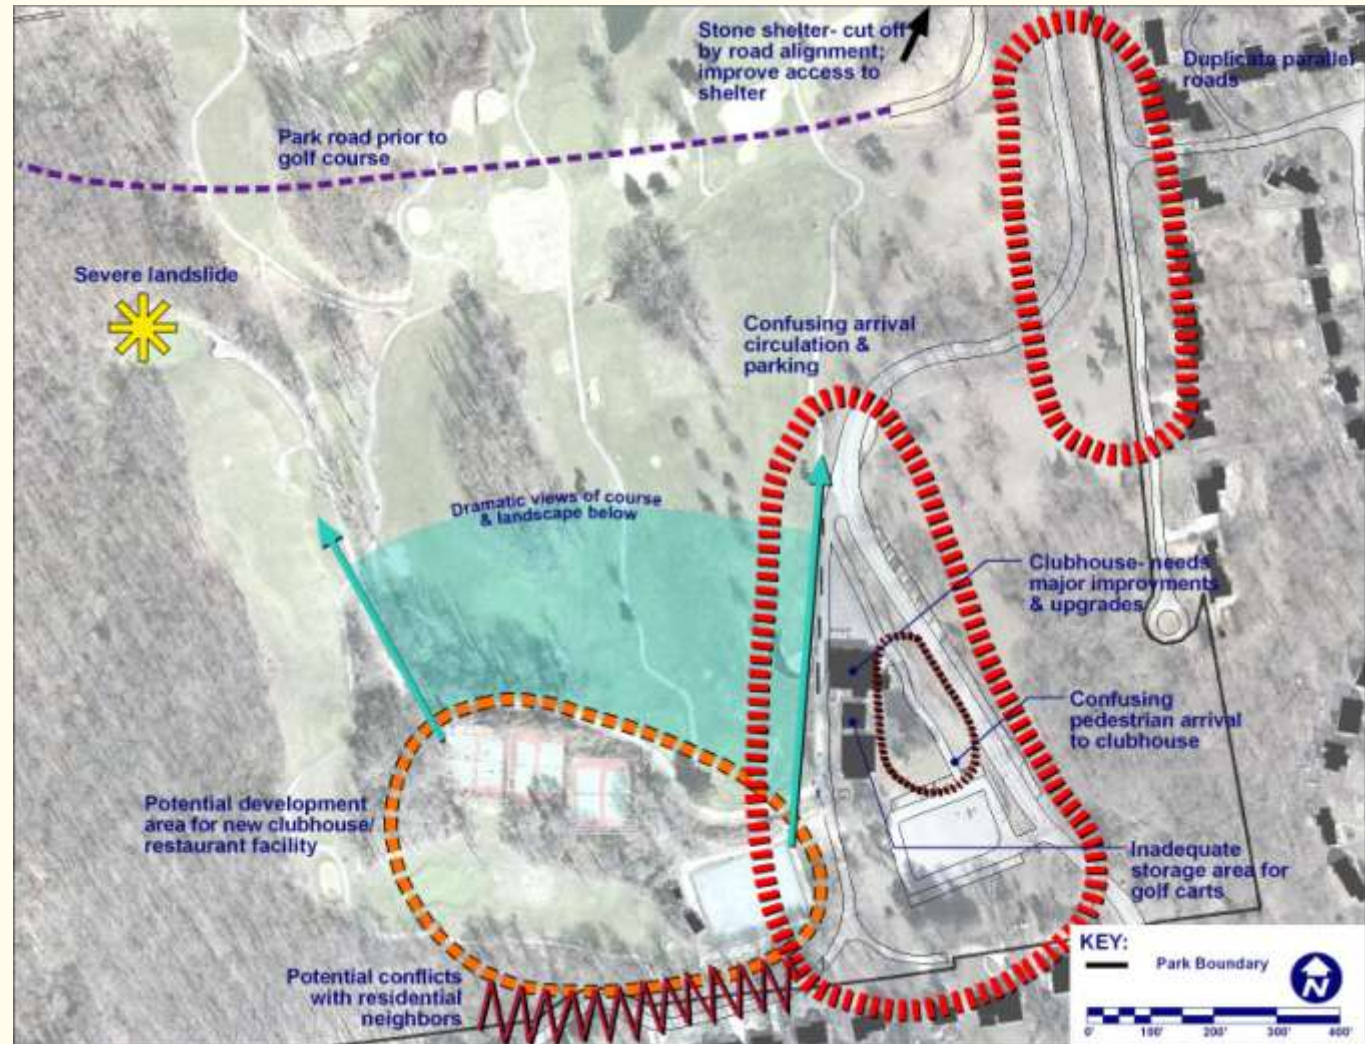 Stone shelter- cut off
by road alignment;
improve access to
shelter
Duplicate parallel
roads
Park road prior to
golf course
Severe landslide
Confusing arrival
circulation &
parking
Dramatic views of course
& landscape below
Clubhouse- needs
major improvments
& upgrades
Confusing
pedestrian arrival
to clubhouse
Potential development
area for new clubhouse/
restaurant facility
Inadequate
storage area for
golf carts
Potential conflicts
with residential
neighbors
KEY:
Park Boundary
N
0' 100' 200' 300' 400'